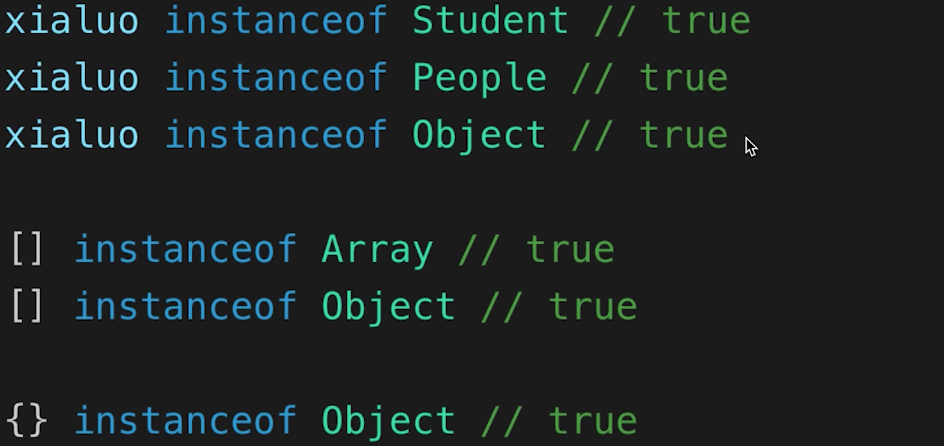 xialuo instanceof Student // true
xialuo instanceof People // true
xialuo instanceof Object // true
[] instanceof Array // true
[] instanceof Object // true
{} instanceof Object // true